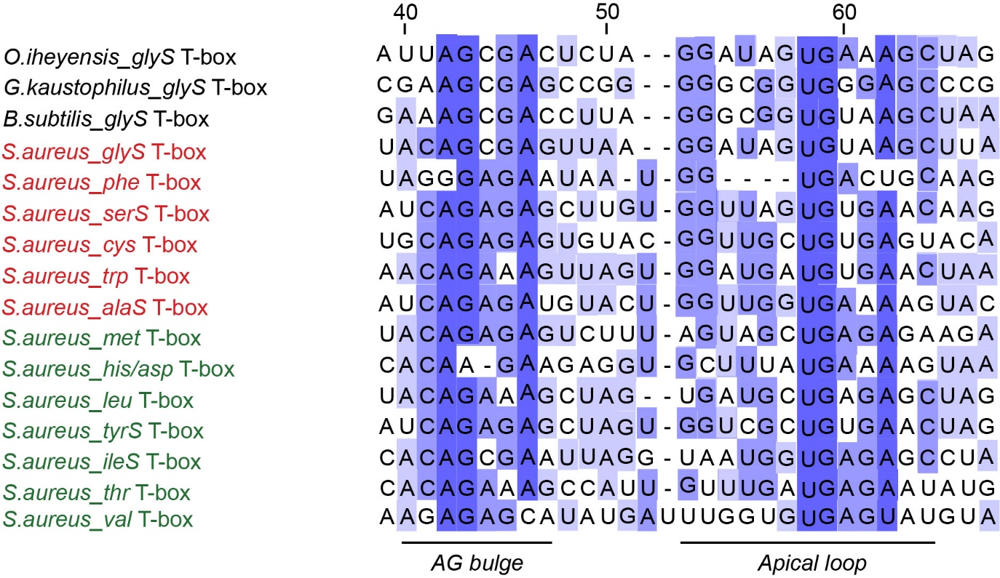 40 50 60
O.iheyensis_glyS T-box AUUAGCGACUCUA--GGAUAGUGAAAGCUAG
G.kaustophilus_glyS T-box CGAAGCGAGCCGG--GGGCGGUGGGAGCCCG
B.subtilis_glyS T-box GAAAGCGACCUUA--GGGCGGUGUAAGCUAA
S.aureus_glyS T-box UACAGCGAGUUAA--GGAUAGUGUAAGCUUA
S.aureus_phe T-box UAGGGAGAAUAA-U-GG----UGACUGCAAG
S.aureus_serS T-box AUCAGAGAGCUUGU-GGUUAGUGUGAACAAG
S.aureus_cys T-box UGCAGAGAGUGUAC-GGUUGCUGUGAGUACA
S.aureus_trp T-box AACAGAAAGUUAGU-GGAUGAUGUGAACUAA
S.aureus_alaS T-box AUCAGAGAUGUACU-GGUUGGUGAAAAGUAC
S.aureus_met T-box UACAGAGAGUCUUU-AGUAGCUGAGAGAAGA
S.aureus_his/asp T-box CACAA-GAAGAGGU-GCUUUAUGAAAAGUAA
S.aureus_leu T-box UACAGAAAGCUAG--UGAUGCUGAGAGCUAG
S.aureus_tyrS T-box AUCAGAGAGCUAGU-GGUCGCUGUGAACUAG
S.aureus_ileS T-box CACAGCGAAUUAGG-UAAUGGUGAGAGCCUA
S.aureus_thr T-box CACAGAAAGCCAUU-GUUUGAUGAGAAUAUG
S.aureus_val T-box AAGAGAGCAUAUGAUUUGGUGUGAGUAUGUA
AG bulge Apical loop